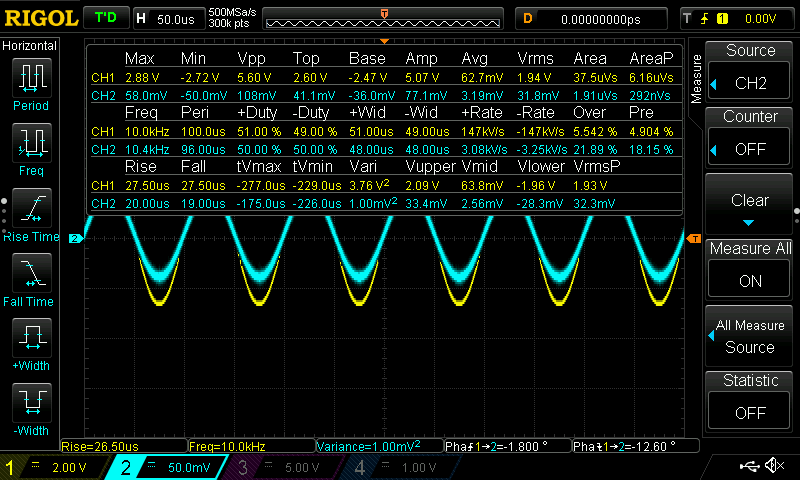 RIGOL T'D H 50.0us 500MSa/s 300k pts T D 0.00000000ps T 1 0.00V
Horizontal
Period
Freq
Rise Time
Fall Time
+Width
-Width
Max Min Vpp Top Base Amp Avg Vrms Area AreaP
CH1 2.88 V -2.72 V 5.60 V 2.60 V -2.47 V 5.07 V 62.7mV 1.94 V 37.5uVs 6.16uVs
CH2 58.0mV -50.0mV 108mV 41.1mV -36.0mV 77.1mV 3.19mV 31.8mV 1.91uVs 292nVs
Freq Peri +Duty -Duty +Wid -Wid +Rate -Rate Over Pre
CH1 10.0kHz 100.0us 51.00 % 49.00 % 51.00us 49.00us 147kV/s -147kV/s 5.542 % 4.904 %
CH2 10.4kHz 96.00us 50.00 % 50.00 % 48.00us 48.00us 3.08kV/s -3.25kV/s 21.89 % 18.15 %
Rise Fall tVmax tVmin Vari Vupper Vmid Vlower VrmsP
CH1 27.50us 27.50us -277.0us -229.0us 3.76 V² 2.09 V 63.8mV -1.96 V 1.93 V
CH2 20.00us 19.00us -175.0us -226.0us 1.00mV² 33.4mV 2.56mV -28.3mV 32.3mV
2
T
Measure
Source
CH2
Counter
OFF
Clear
Measure All
ON
All Measure
Source
Statistic
OFF
Rise=26.50us Freq=10.0kHz Variance=1.00mV² Pha1→2=-1.800 ° Pha1→2=-12.60 °
1 2.00 V 2 50.0mV 3 5.00 V 4 1.00 V